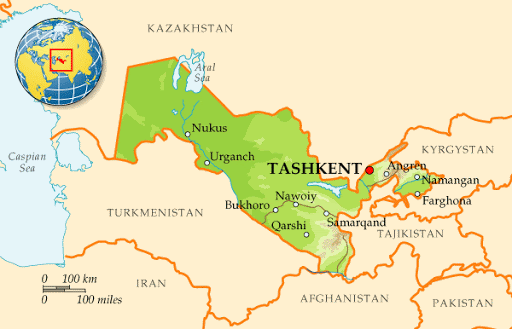 KAZAKHSTAN
Aral
Sea
Nukus
Caspian
Sea
Urganch
TASHKENT
Angren
KYRGYSTAN
Namangan
Farghona
Nawoiy
Bukhoro
Samarqand
TURKMENISTAN
Qarshi
TAJIKISTAN
IRAN
AFGHANISTAN
PAKISTAN
0 100 km
0 100 miles